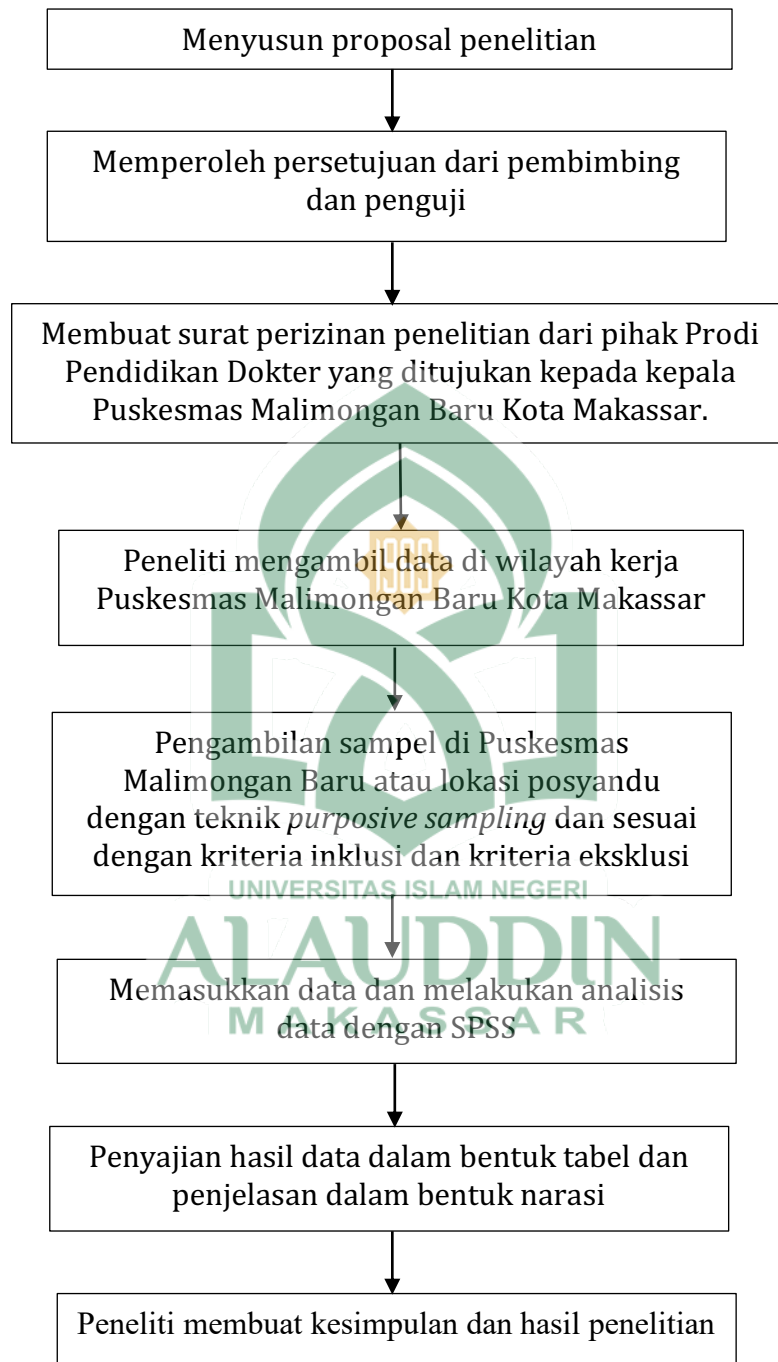 Menyusun proposal penelitian
Memperoleh persetujuan dari pembimbing
dan penguji
Membuat surat perizinan penelitian dari pihak Prodi
Pendidikan Dokter yang ditujukan kepada kepala
Puskesmas Malimongan Baru Kota Makassar.
1985
Peneliti mengambil data di wilayah kerja
Puskesmas Malimongan Baru Kota Makassar
Pengambilan sampel di Puskesmas
Malimongan Baru atau lokasi posyandu
dengan teknik purposive sampling dan sesuai
dengan kriteria inklusi dan kriteria eksklusi
UNIVERSITAS ISLAM NEGERI
ALAUDDIN
Memasukkan data dan melakukan analisis
MAKASSAR
data dengan SPSS
Penyajian hasil data dalam bentuk tabel dan
penjelasan dalam bentuk narasi
Peneliti membuat kesimpulan dan hasil penelitian